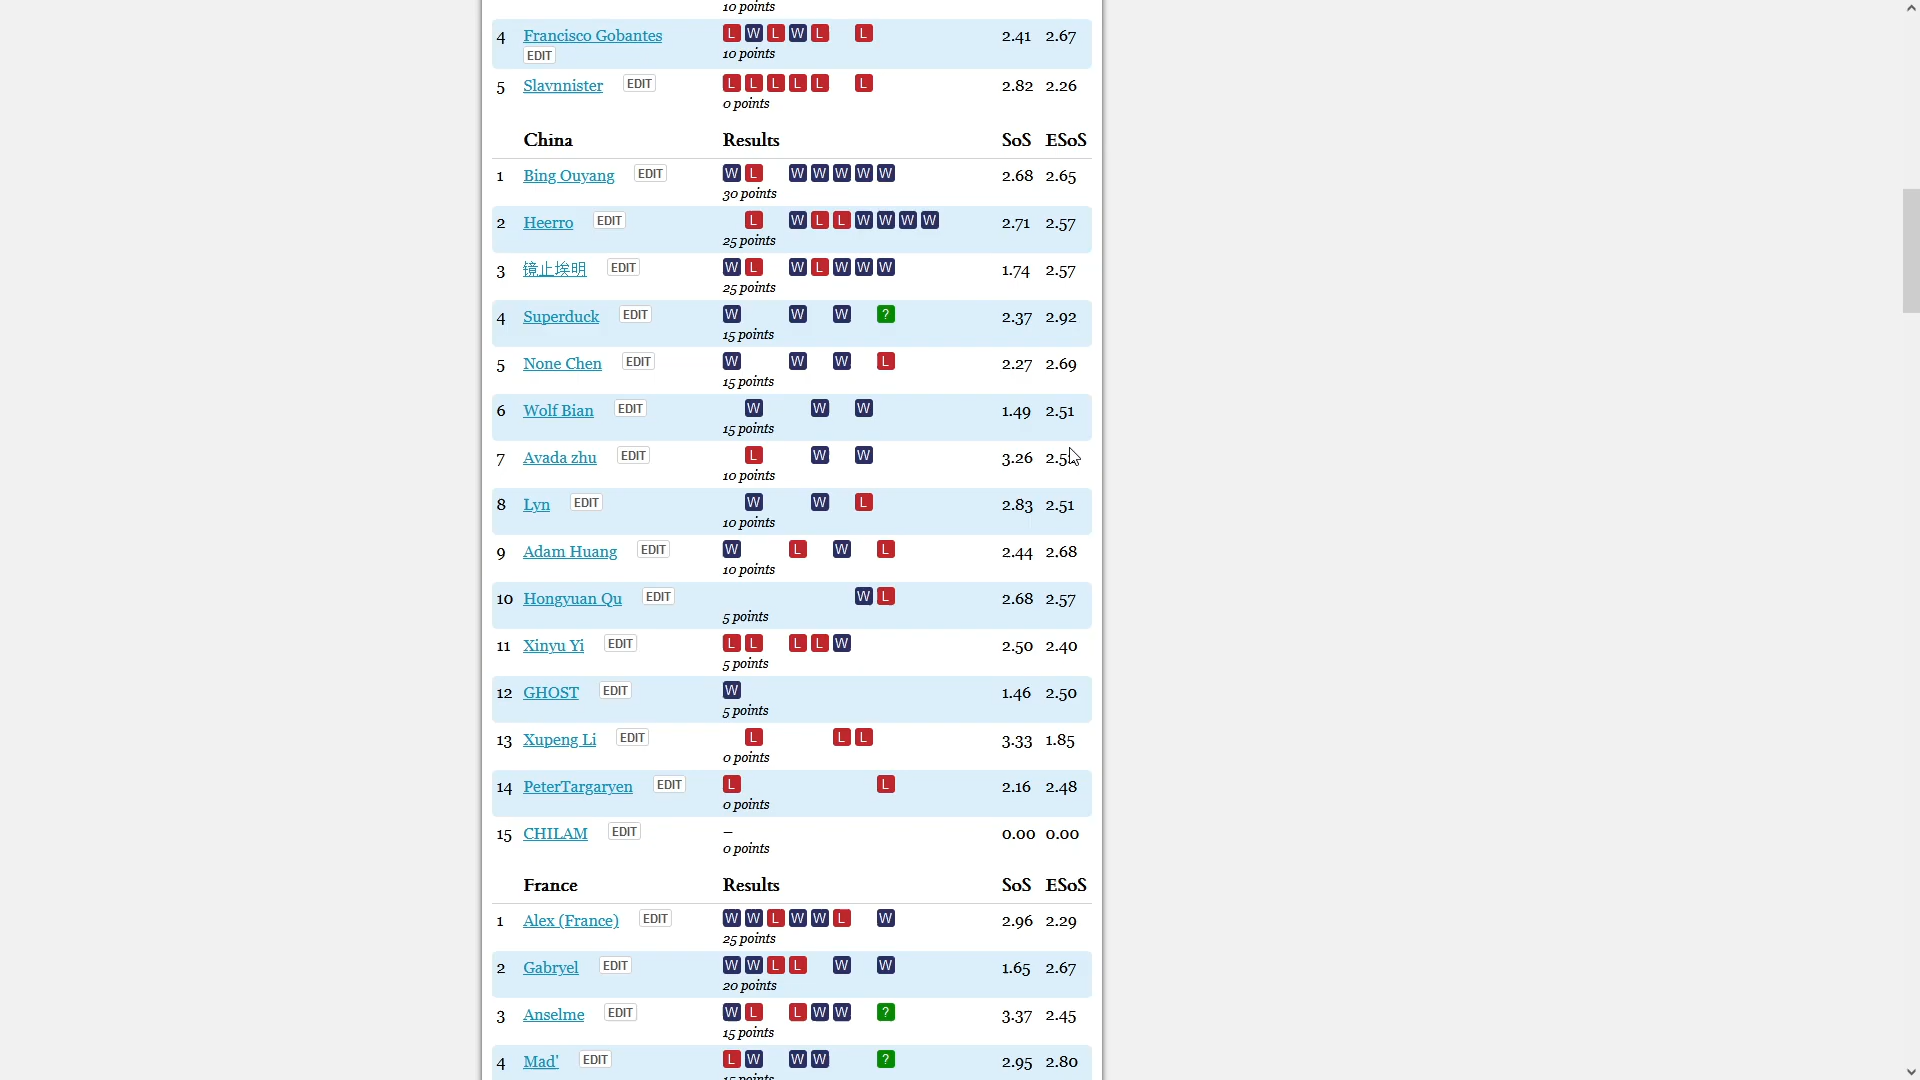 10 points
4 Francisco Gobantes L W L W L L 2.41 2.67
EDIT 10 points
5 Slavnnister EDIT L L L L L L 2.82 2.26
0 points
China Results SoS ESoS
1 Bing Ouyang EDIT W L W W W W W 2.68 2.65
30 points
2 Heerro EDIT L W L L W W W W 2.71 2.57
25 points
3 镜止埃明 EDIT W L W L W W W 1.74 2.57
25 points
4 Superduck EDIT W W W ? 2.37 2.92
15 points
5 None Chen EDIT W W W L 2.27 2.69
15 points
6 Wolf Bian EDIT W W W 1.49 2.51
15 points
7 Avada zhu EDIT L W W 3.26
10 points
8 Lyn EDIT W W L 2.83 2.51
10 points
9 Adam Huang EDIT W L W L 2.44 2.68
10 points
10 Hongyuan Qu EDIT W L 2.68 2.57
5 points
11 Xinyu Yi EDIT L L L L W 2.50 2.40
5 points
12 GHOST EDIT W 1.46 2.50
5 points
13 Xupeng Li EDIT L L L 3.33 1.85
0 points
14 PeterTargaryen EDIT L L 2.16 2.48
0 points
15 CHILAM EDIT – 0.00 0.00
0 points
France Results SoS ESoS
1 Alex (France) EDIT W W L W W L W 2.96 2.29
25 points
2 Gabryel EDIT W W L L W W 1.65 2.67
20 points
3 Anselme EDIT W L L W W ? 3.37 2.45
15 points
4 Mad' EDIT L W W W ? 2.95 2.80
15 points